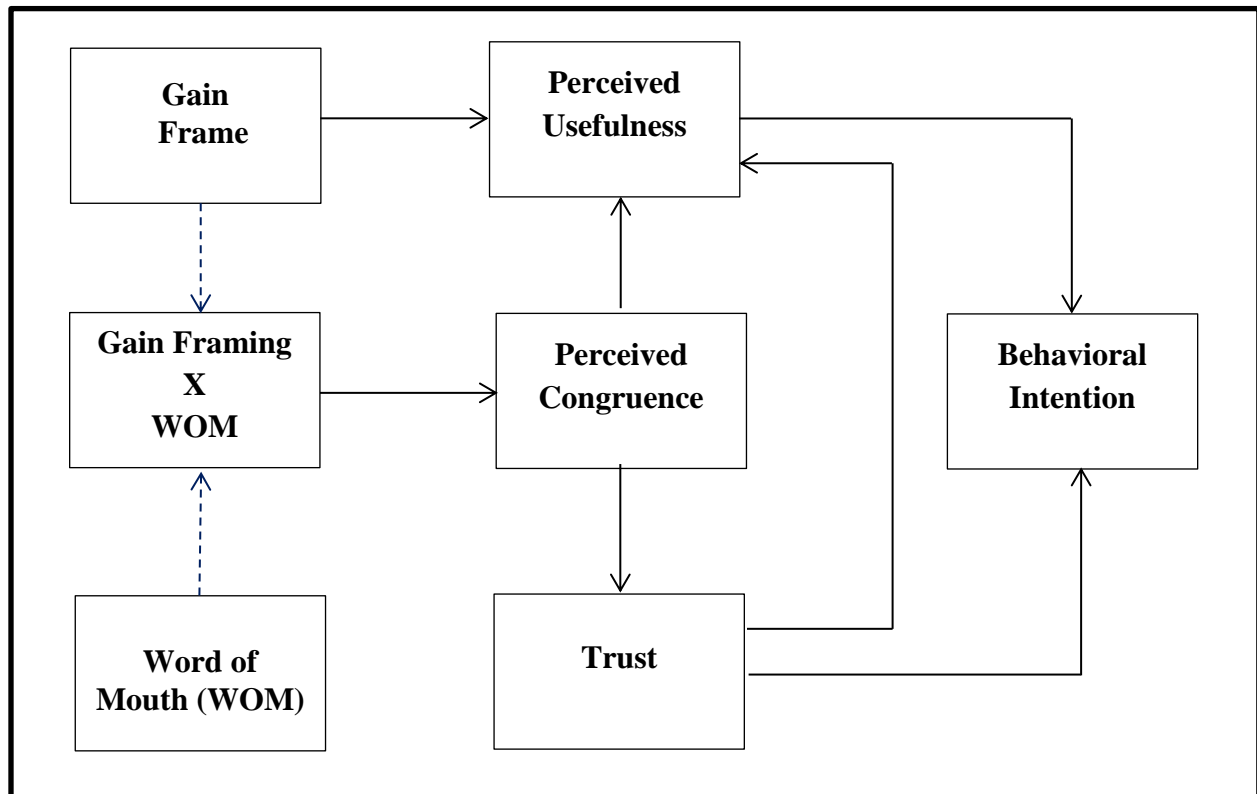 Gain
Frame
Perceived
Usefulness
Gain Framing
X
WOM
Perceived
Congruence
Behavioral
Intention
Word of
Mouth (WOM)
Trust